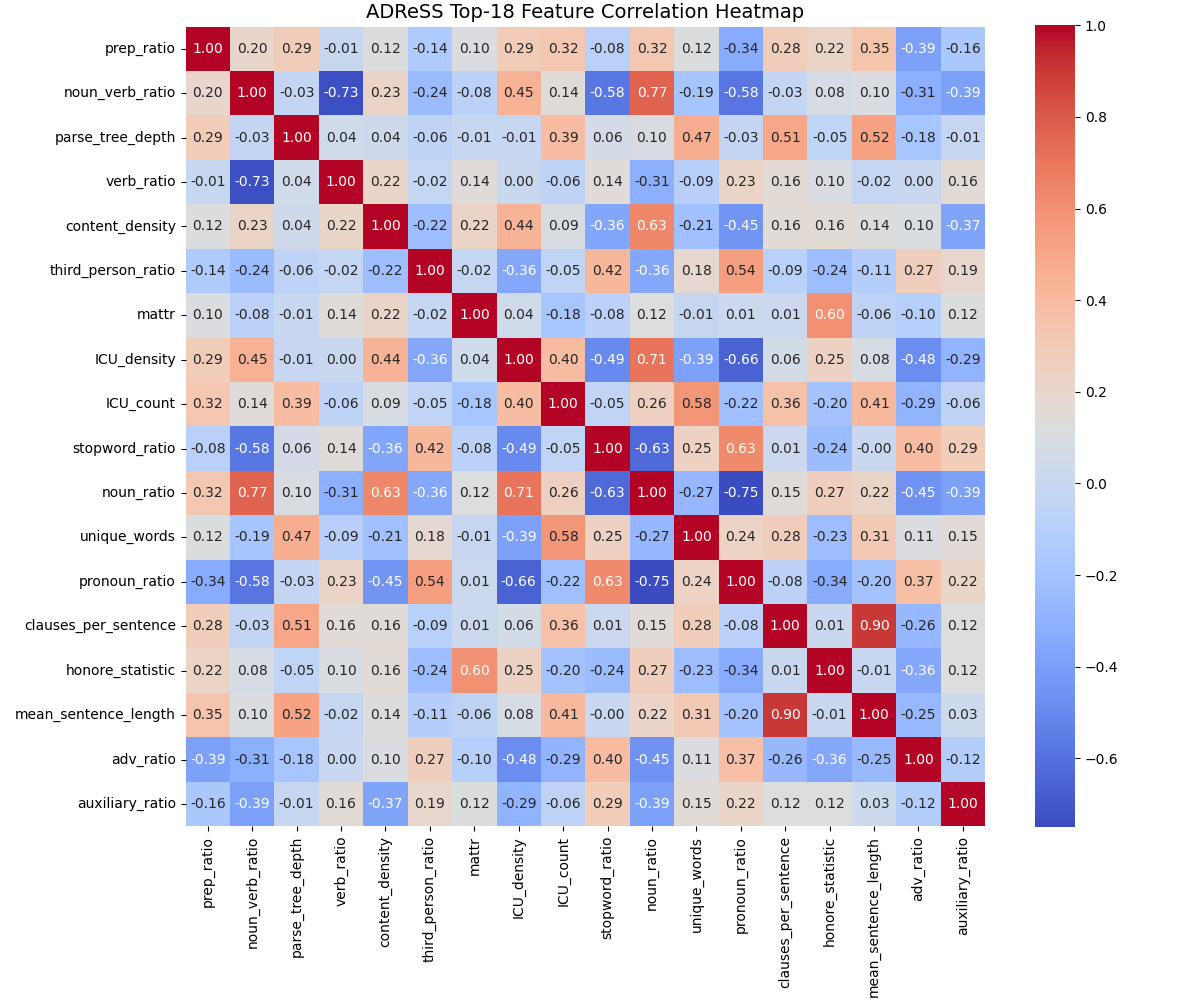 ADReSS Top-18 Feature Correlation Heatmap
prep_ratio 1.00 0.20 0.29 -0.01 0.12 -0.14 0.10 0.29 0.32 -0.08 0.32 0.12 -0.34 0.28 0.22 0.35 -0.39 -0.16
noun_verb_ratio 0.20 1.00 -0.03 -0.73 0.23 -0.24 -0.08 0.45 0.14 -0.58 0.77 -0.19 -0.58 -0.03 0.08 0.10 -0.31 -0.39
parse_tree_depth 0.29 -0.03 1.00 0.04 0.04 -0.06 -0.01 -0.01 0.39 0.06 0.10 0.47 -0.03 0.51 -0.05 0.52 -0.18 -0.01
verb_ratio -0.01 -0.73 0.04 1.00 0.22 -0.02 0.14 0.00 -0.06 0.14 -0.31 -0.09 0.23 0.16 0.10 -0.02 0.00 0.16
content_density 0.12 0.23 0.04 0.22 1.00 -0.22 0.22 0.44 0.09 -0.36 0.63 -0.21 -0.45 0.16 0.16 0.14 0.10 -0.37
third_person_ratio -0.14 -0.24 -0.06 -0.02 -0.22 1.00 -0.02 -0.36 -0.05 0.42 -0.36 0.18 0.54 -0.09 -0.24 -0.11 0.27 0.19
mattr 0.10 -0.08 -0.01 0.14 0.22 -0.02 1.00 0.04 -0.18 -0.08 0.12 -0.01 0.01 0.01 0.60 -0.06 -0.10 0.12
ICU_density 0.29 0.45 -0.01 0.00 0.44 -0.36 0.04 1.00 0.40 -0.49 0.71 -0.39 -0.66 0.06 0.25 0.08 -0.48 -0.29
ICU_count 0.32 0.14 0.39 -0.06 0.09 -0.05 -0.18 0.40 1.00 -0.05 0.26 0.58 -0.22 0.36 -0.20 0.41 -0.29 -0.06
stopword_ratio -0.08 -0.58 0.06 0.14 -0.36 0.42 -0.08 -0.49 -0.05 1.00 -0.63 0.25 0.63 0.01 -0.24 -0.00 0.40 0.29
noun_ratio 0.32 0.77 0.10 -0.31 0.63 -0.36 0.12 0.71 0.26 -0.63 1.00 -0.27 -0.75 0.15 0.27 0.22 -0.45 -0.39
unique_words 0.12 -0.19 0.47 -0.09 -0.21 0.18 -0.01 -0.39 0.58 0.25 -0.27 1.00 0.24 0.28 -0.23 0.31 0.11 0.15
pronoun_ratio -0.34 -0.58 -0.03 0.23 -0.45 0.54 0.01 -0.66 -0.22 0.63 -0.75 0.24 1.00 -0.08 -0.34 -0.20 0.37 0.22
clauses_per_sentence 0.28 -0.03 0.51 0.16 0.16 -0.09 0.01 0.06 0.36 0.01 0.15 0.28 -0.08 1.00 0.01 0.90 -0.26 0.12
honore_statistic 0.22 0.08 -0.05 0.10 0.16 -0.24 0.60 0.25 -0.20 -0.24 0.27 -0.23 -0.34 0.01 1.00 -0.01 -0.36 0.12
mean_sentence_length 0.35 0.10 0.52 -0.02 0.14 -0.11 -0.06 0.08 0.41 -0.00 0.22 0.31 -0.20 0.90 -0.01 1.00 -0.25 0.03
adv_ratio -0.39 -0.31 -0.18 0.00 0.10 0.27 -0.10 -0.48 -0.29 0.40 -0.45 0.11 0.37 -0.26 -0.36 -0.25 1.00 -0.12
auxiliary_ratio -0.16 -0.39 -0.01 0.16 -0.37 0.19 0.12 -0.29 -0.06 0.29 -0.39 0.15 0.22 0.12 0.12 0.03 -0.12 1.00
prep_ratio
noun_verb_ratio
parse_tree_depth
verb_ratio
content_density
third_person_ratio
mattr
ICU_density
ICU_count
stopword_ratio
noun_ratio
unique_words
pronoun_ratio
clauses_per_sentence
honore_statistic
mean_sentence_length
adv_ratio
auxiliary_ratio
1.0
0.8
0.6
0.4
0.2
0.0
−0.2
−0.4
−0.6